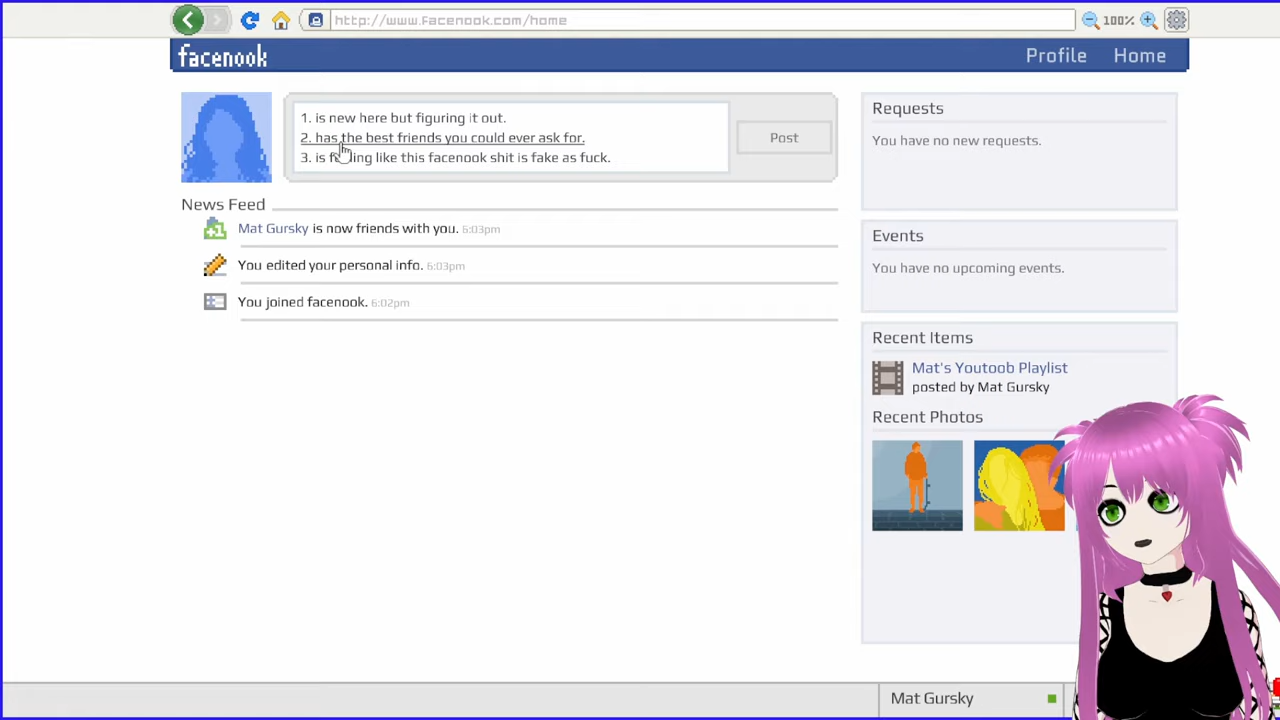 http://www.facenook.com/home
100%
facenook
Profile Home
1. is new here but figuring it out.
2. has the best friends you could ever ask for.
3. is feeling like this facenook shit is fake as fuck.
Post
News Feed
Mat Gursky is now friends with you. 6:03pm
You edited your personal info. 6:03pm
You joined facenook. 6:02pm
Requests
You have no new requests.
Events
You have no upcoming events.
Recent Items
Mat's Youtoob Playlist
posted by Mat Gursky
Recent Photos
Mat Gursky